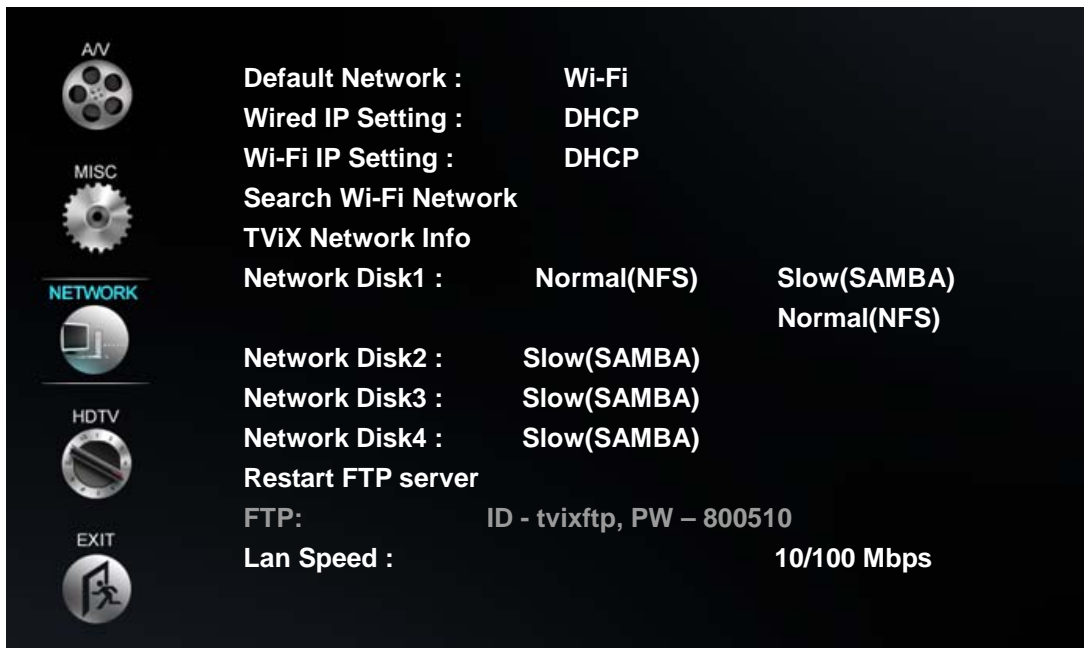 A/V
MISC
NETWORK
HDTV
EXIT
Default Network : Wi-Fi
Wired IP Setting : DHCP
Wi-Fi IP Setting : DHCP
Search Wi-Fi Network
TViX Network Info
Network Disk1 : Normal(NFS) Slow(SAMBA)
Normal(NFS)
Network Disk2 : Slow(SAMBA)
Network Disk3 : Slow(SAMBA)
Network Disk4 : Slow(SAMBA)
Restart FTP server
FTP: ID - tvixftp, PW – 800510
Lan Speed : 10/100 Mbps